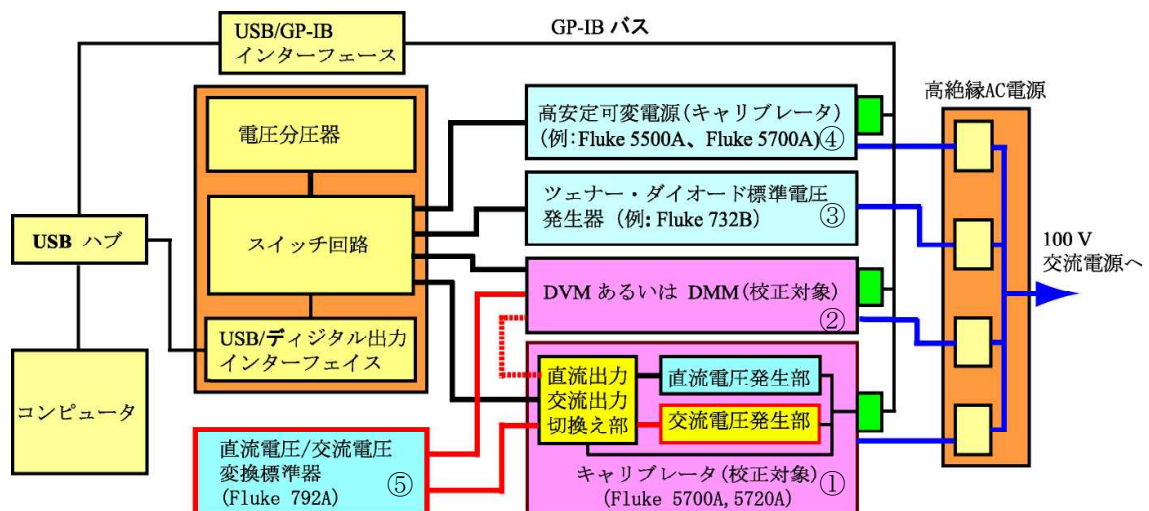 USB/GP-IB
インターフェース
GP-IB バス
高絶縁AC電源
電圧分圧器
高安定可変電源(キャリブレータ)
(例:Fluke 5500A、Fluke 5700A)④
ツェナー・ダイオード標準電圧
発生器 (例: Fluke 732B)
③
USB ハブ
スイッチ回路
100 V
交流電源へ
DVM あるいは DMM(校正対象)
②
USB/ディジタル出力
インターフェイス
コンピュータ
直流出力
交流出力
切換え部
直流電圧発生部
交流電圧発生部
直流電圧/交流電圧
変換標準器
(Fluke 792A)
⑤
キャリブレータ(校正対象)
(Fluke 5700A, 5720A)
①